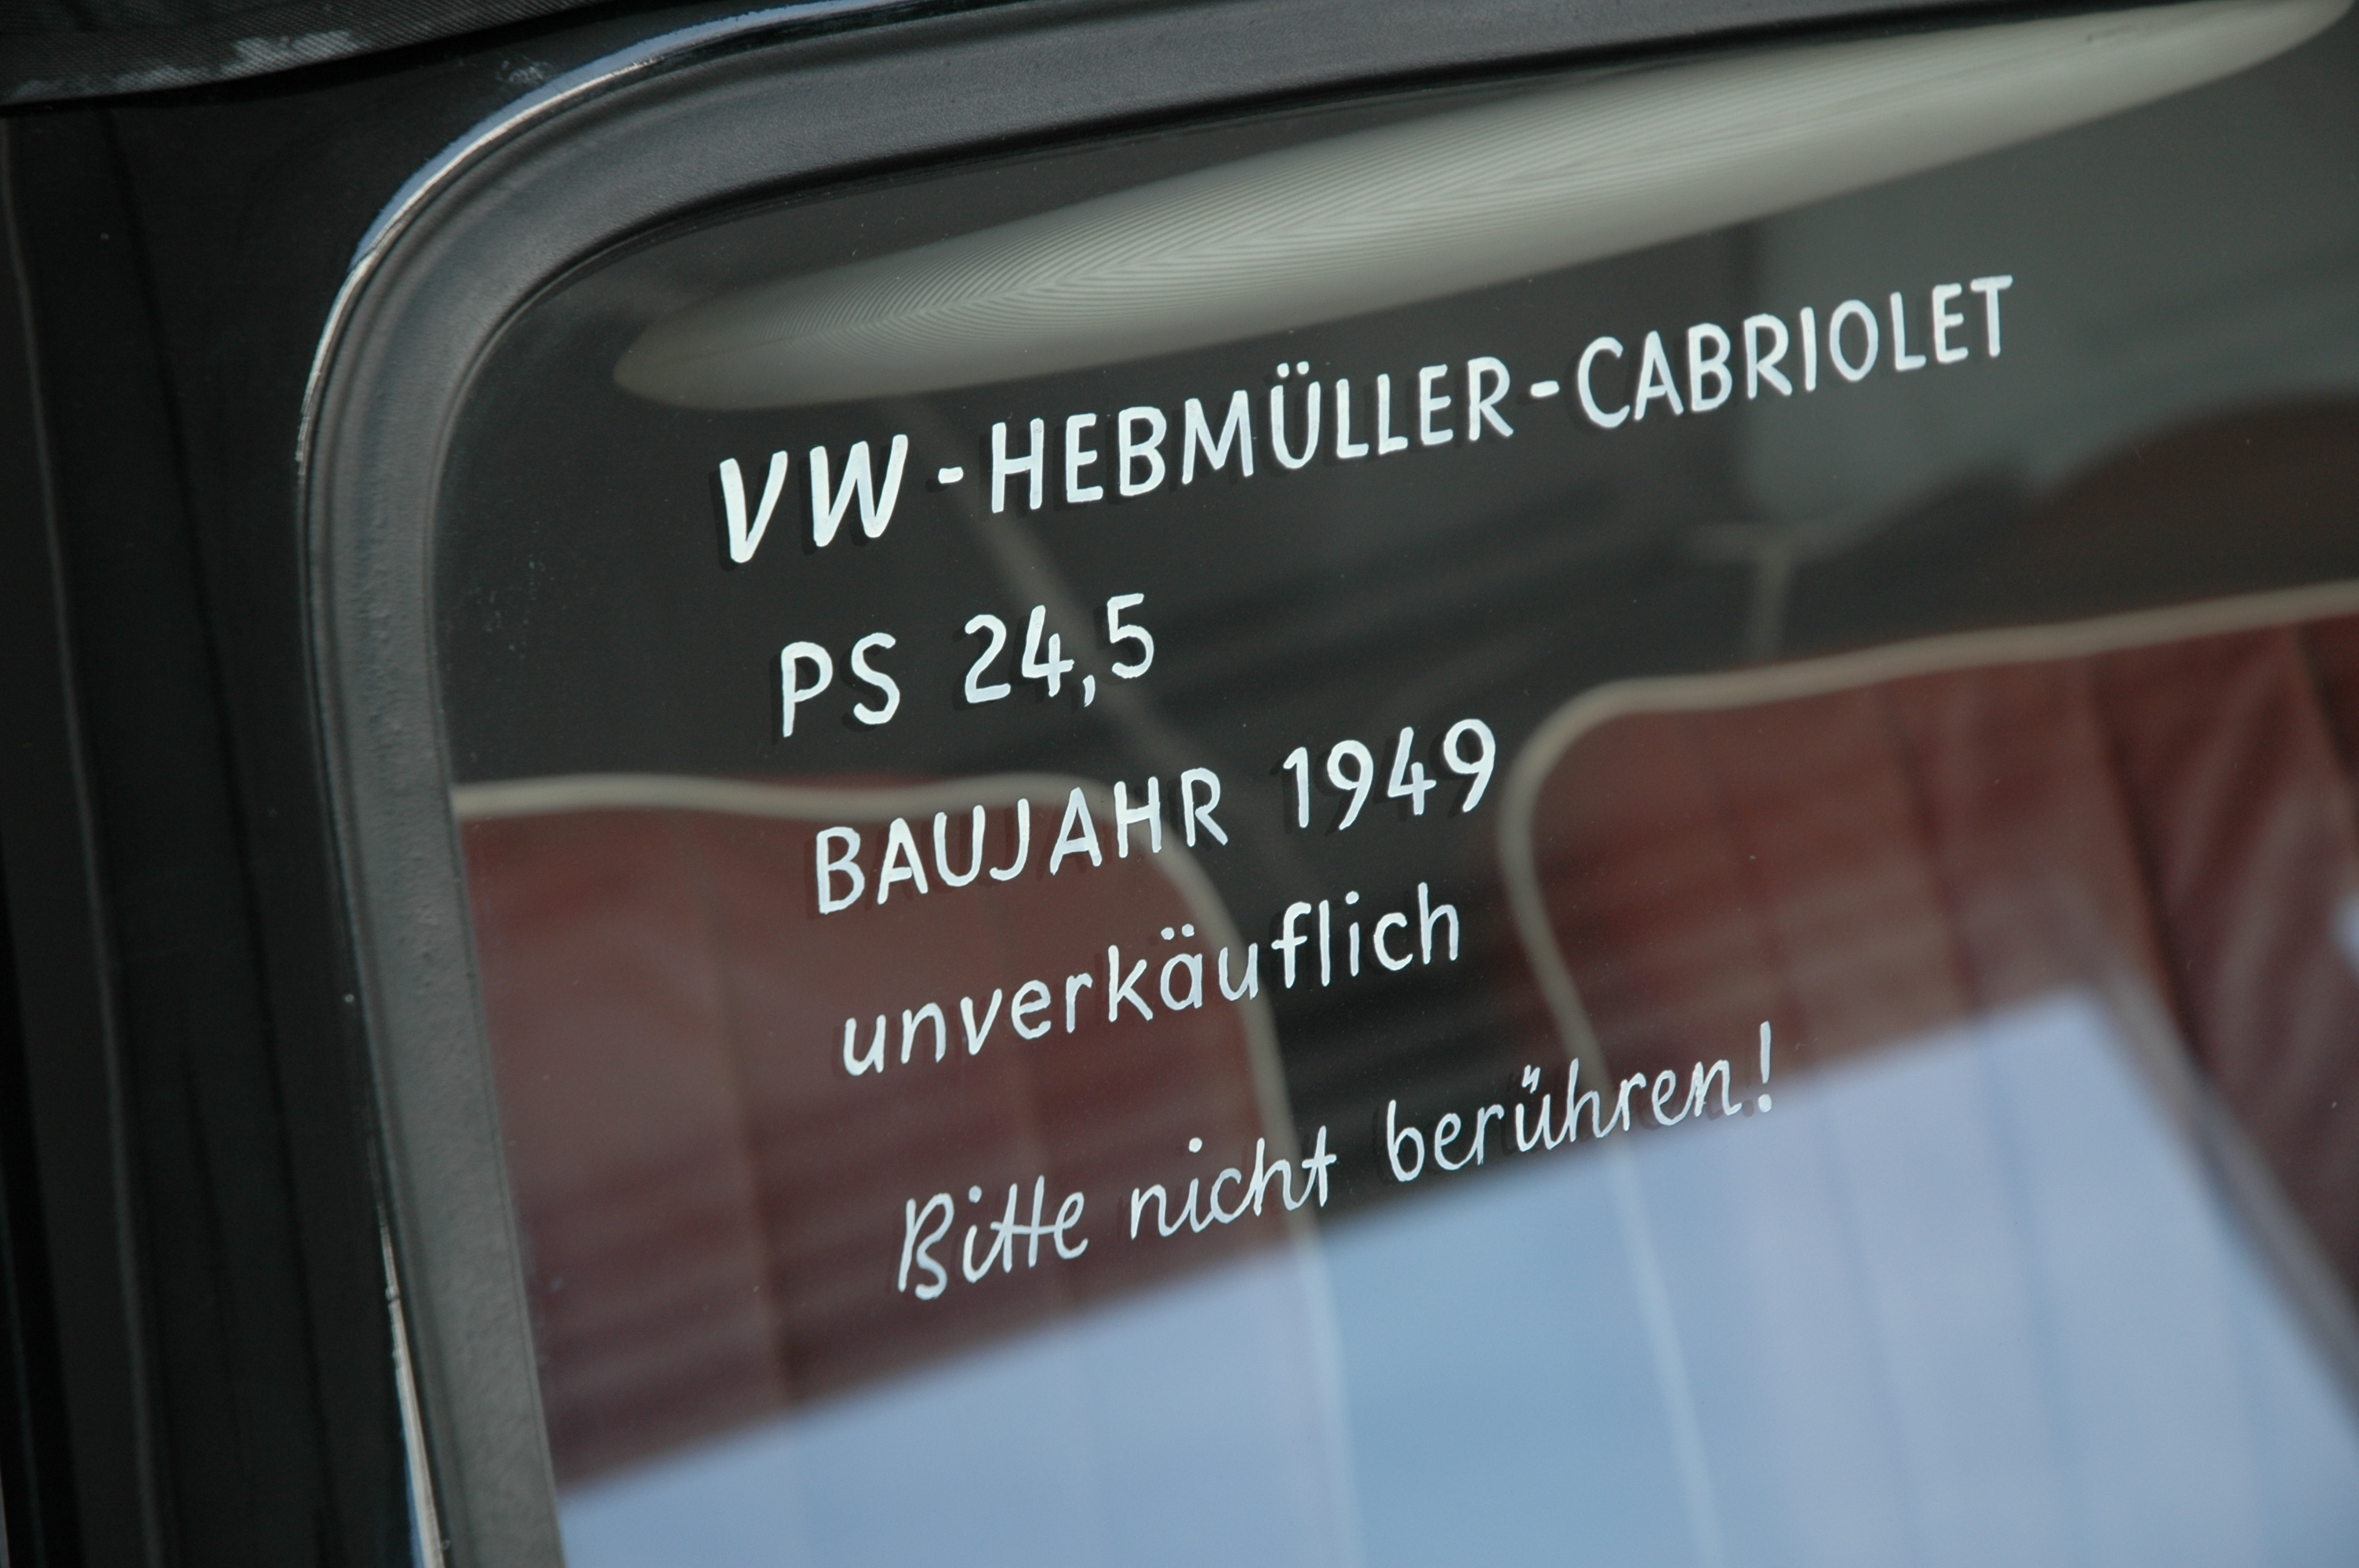 VW-HEBMÜLLER-CABRIOLET
PS 24,5
BAUJAHR 1949
unverkäuflich
Bitte nicht berühren!